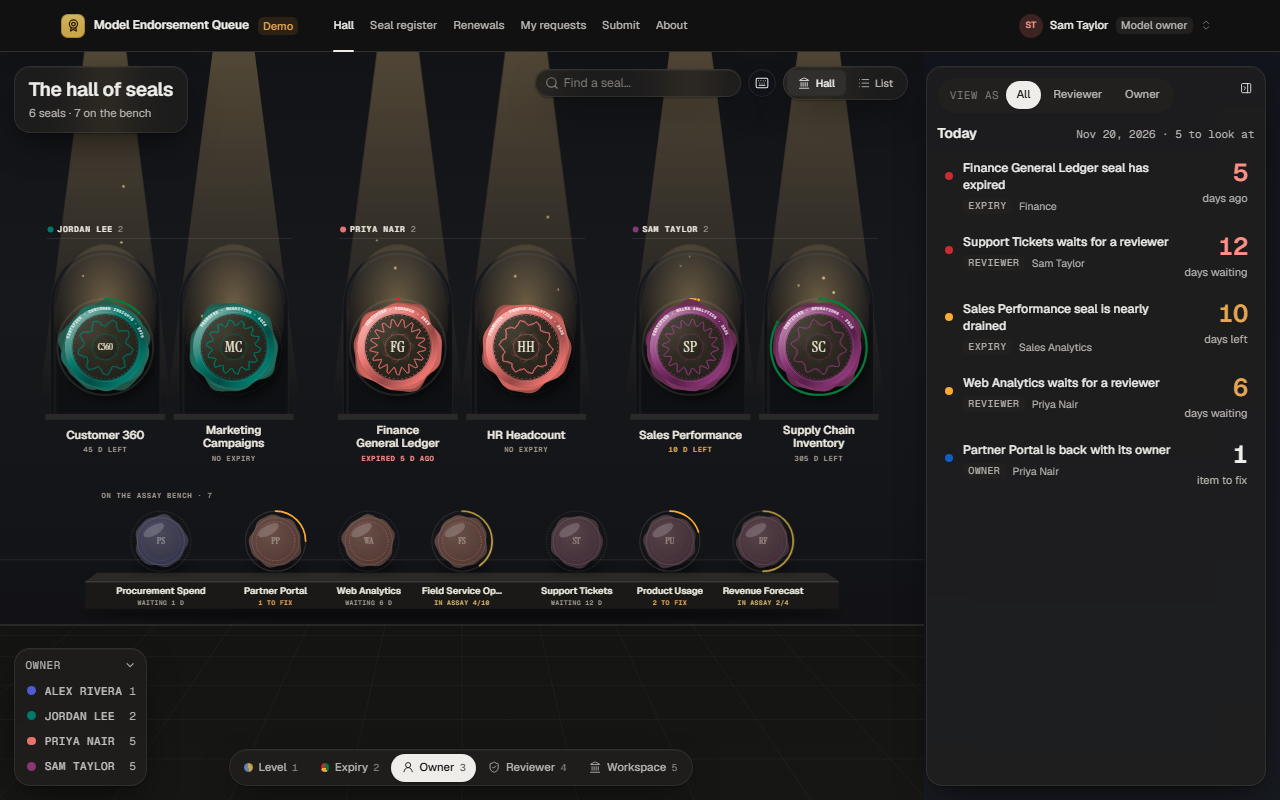 Model Endorsement Queue Demo
Hall Seal register Renewals My requests Submit About
ST Sam Taylor Model owner
The hall of seals
6 seals · 7 on the bench
Find a seal...
Hall List
JORDAN LEE 2
PRIYA NAIR 2
SAM TAYLOR 2
C360 MC FG HH SP SC
Customer 360
45 D LEFT
Marketing
Campaigns
NO EXPIRY
Finance
General Ledger
EXPIRED 5 D AGO
HR Headcount
NO EXPIRY
Sales Performance
10 D LEFT
Supply Chain
Inventory
305 D LEFT
ON THE ASSAY BENCH · 7
PS PP WA FS ST PU RF
Procurement Spend
WAITING 1 D
Partner Portal
1 TO FIX
Web Analytics
WAITING 6 D
Field Service Op...
IN ASSAY 4/10
Support Tickets
WAITING 12 D
Product Usage
2 TO FIX
Revenue Forecast
IN ASSAY 2/4
OWNER
ALEX RIVERA 1
JORDAN LEE 2
PRIYA NAIR 5
SAM TAYLOR 5
Level 1 Expiry 2 Owner 3 Reviewer 4 Workspace 5
VIEW AS All Reviewer Owner
Today Nov 20, 2026 · 5 to look at
Finance General Ledger seal has
expired
EXPIRY Finance
5
days ago
Support Tickets waits for a reviewer
REVIEWER Sam Taylor
12
days waiting
Sales Performance seal is nearly
drained
EXPIRY Sales Analytics
10
days left
Web Analytics waits for a reviewer
REVIEWER Priya Nair
6
days waiting
Partner Portal is back with its owner
OWNER Priya Nair
1
item to fix